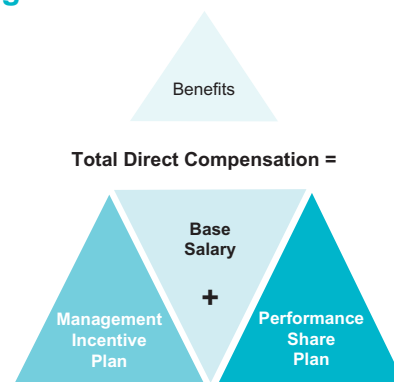 Benefits
Total Direct Compensation =
Base
Salary
+
Management
Incentive
Plan
Performance
Share
Plan